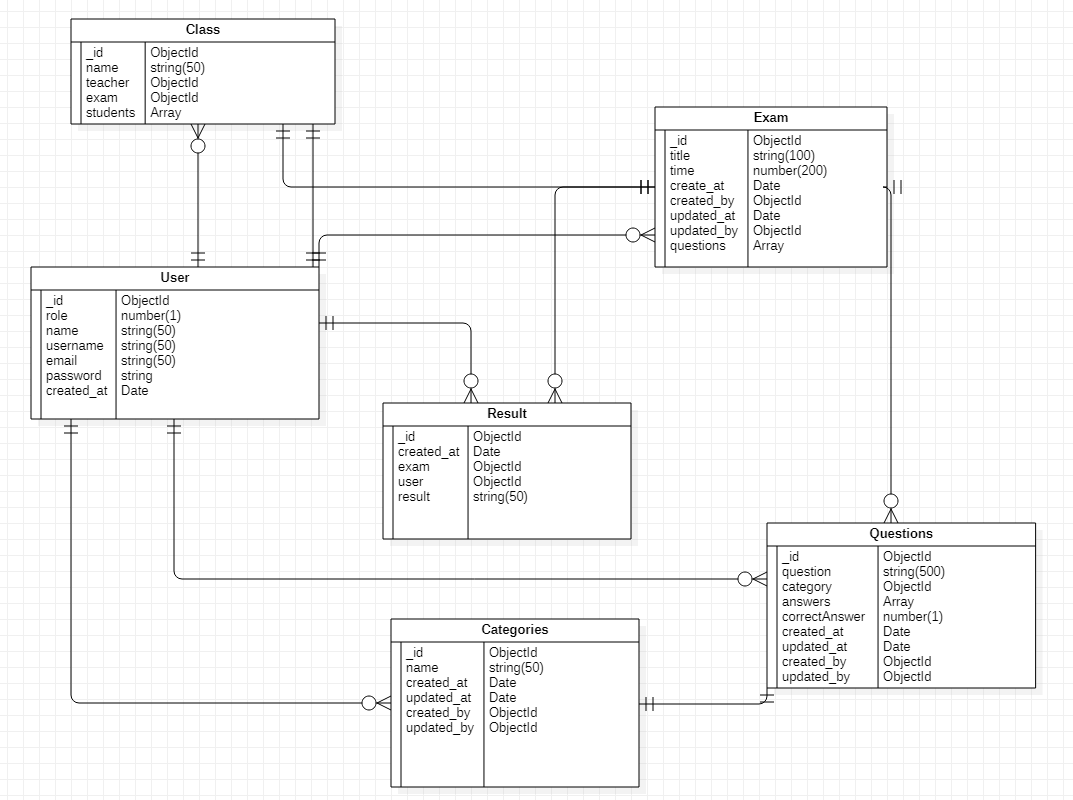 Class
_id ObjectId
name string(50)
teacher ObjectId
exam ObjectId
students Array
Exam
_id ObjectId
title string(100)
time number(200)
create_at Date
created_by ObjectId
updated_at Date
updated_by ObjectId
questions Array
User
_id ObjectId
role number(1)
name string(50)
username string(50)
email string(50)
password string
created_at Date
Result
_id ObjectId
created_at Date
exam ObjectId
user ObjectId
result string(50)
Questions
_id ObjectId
question string(500)
category ObjectId
answers Array
correctAnswer number(1)
created_at Date
updated_at Date
created_by ObjectId
updated_by ObjectId
Categories
_id ObjectId
name string(50)
created_at Date
updated_at Date
created_by ObjectId
updated_by ObjectId